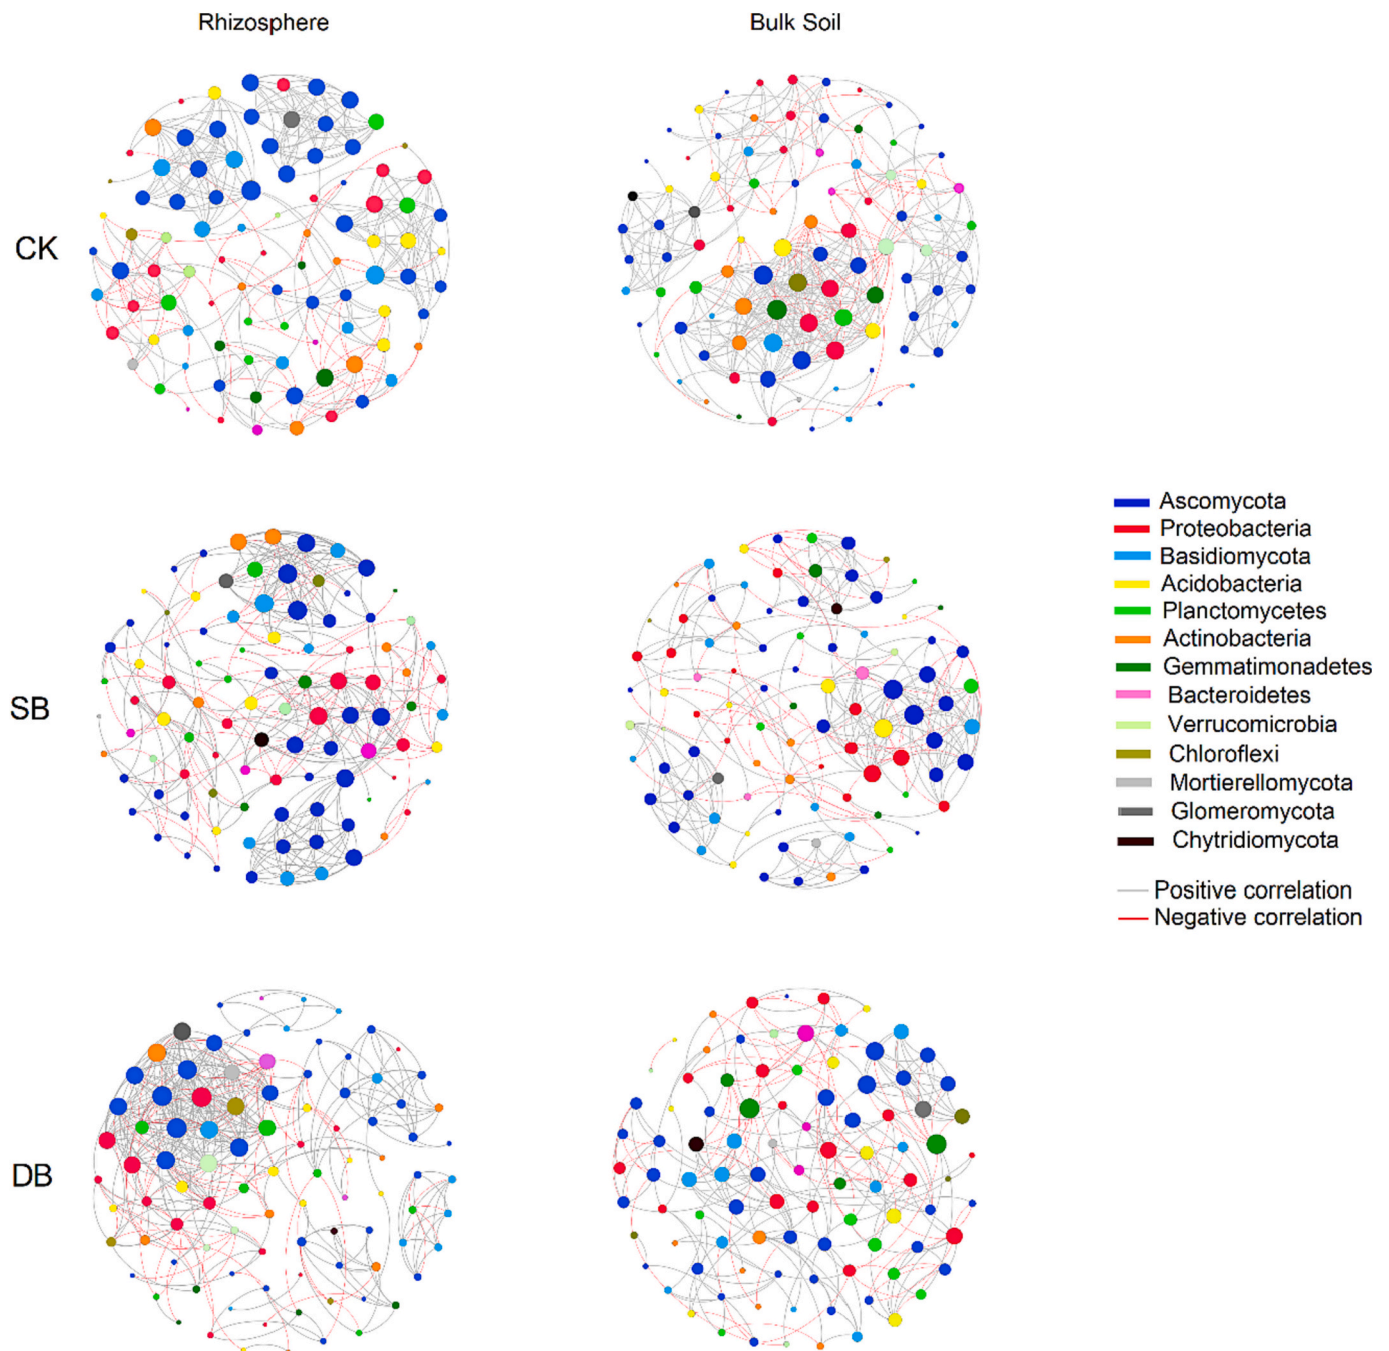 Rhizosphere
Bulk Soil
CK
SB
DB
Ascomycota
Proteobacteria
Basidiomycota
Acidobacteria
Planctomycetes
Actinobacteria
Gemmatimonadetes
Bacteroidetes
Verrucomicrobia
Chloroflexi
Mortierellomycota
Glomeromycota
Chytridiomycota
Positive correlation
Negative correlation